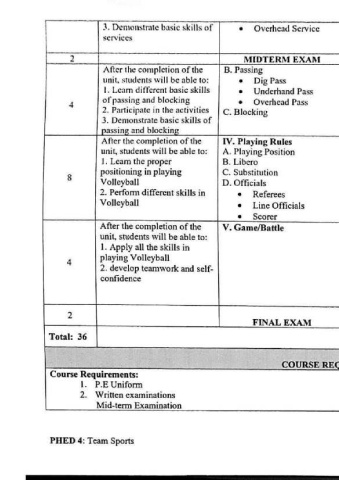 3. Demonstrate basic skills of
services
• Overhead Service
2
MIDTERM EXAM
4
After the completion of the
unit, students will be able to:
1. Learn different basic skills
of passing and blocking
2. Participate in the activities
3. Demonstrate basic skills of
passing and blocking
B. Passing
• Dig Pass
• Underhand Pass
• Overhead Pass
C. Blocking
8
After the completion of the
unit, students will be able to:
1. Learn the proper
positioning in playing
Volleyball
2. Perform different skills in
Volleyball
IV. Playing Rules
A. Playing Position
B. Libero
C. Substitution
D. Officials
• Referees
• Line Officials
• Scorer
4
After the completion of the
unit, students will be able to:
1. Apply all the skills in
playing Volleyball
2. develop teamwork and self-
confidence
V. Game/Battle
2
FINAL EXAM
Total: 36
COURSE REQ
Course Requirements:
1. P.E Uniform
2. Written examinations
Mid-term Examination
PHED 4: Team Sports